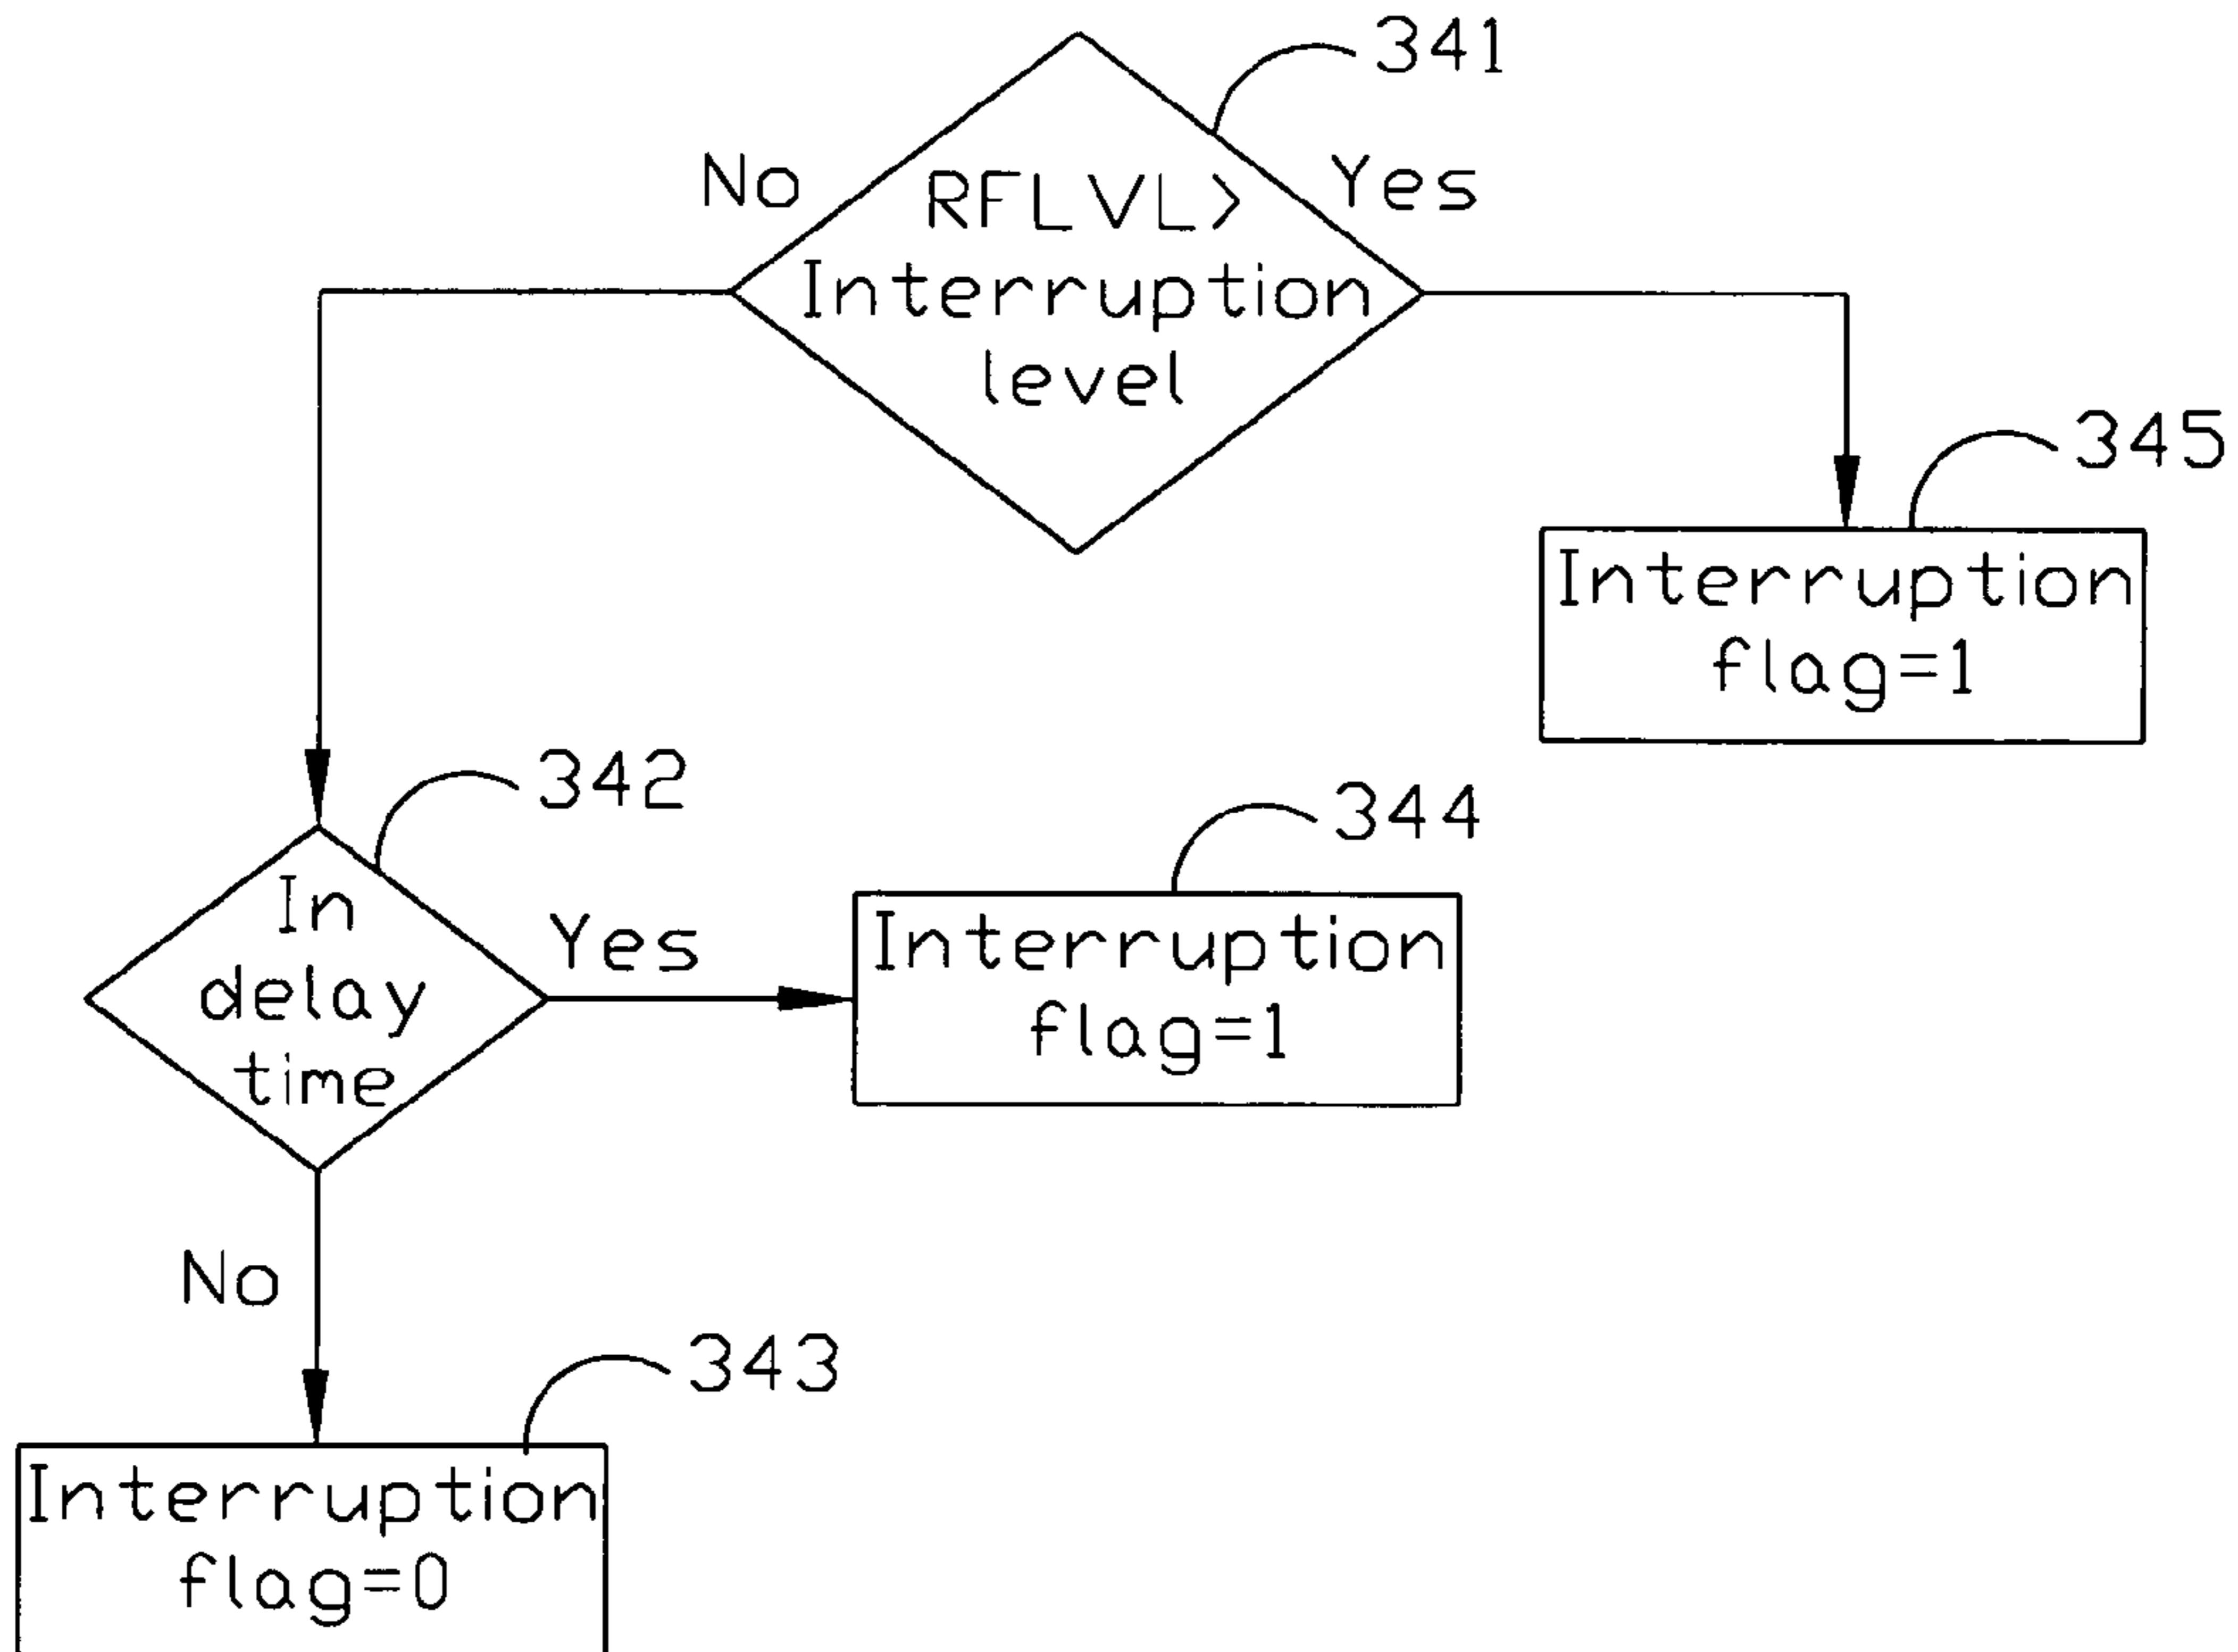 341
No
Yes
RFLVL>
Interruption
level
345
Interruption
flag=1
342
344
In
delay
time
Yes
Interruption
flag=1
No
343
Interruption
flag=0